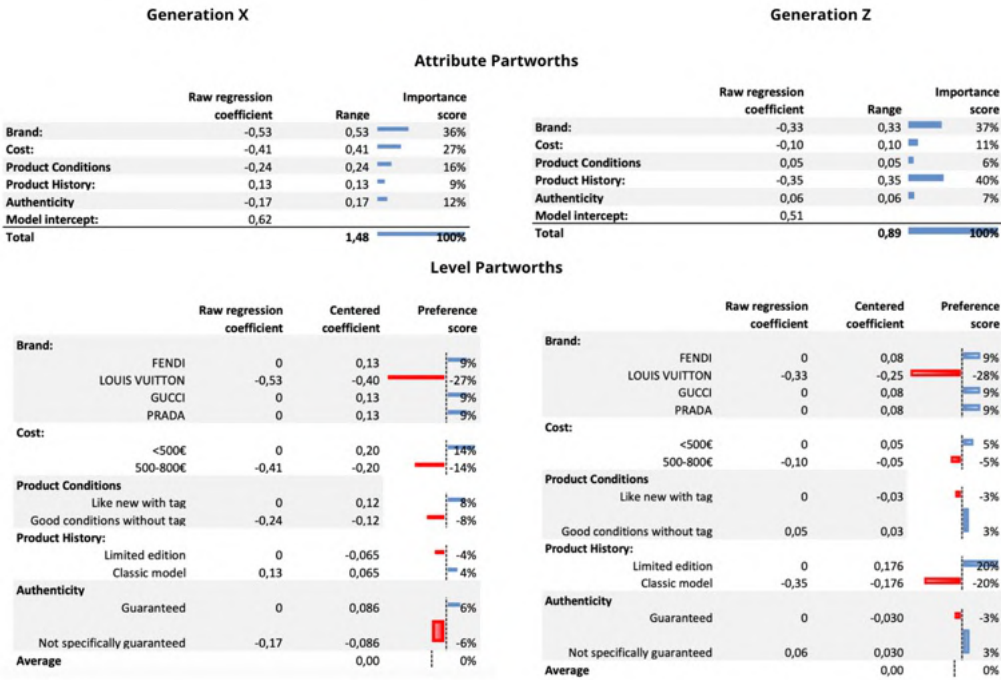 Generation X
Generation Z
Attribute Partworths
Raw regression coefficient Range Importance score
Brand: -0,53 0,53 36%
Cost: -0,41 0,41 27%
Product Conditions -0,24 0,24 16%
Product History: 0,13 0,13 9%
Authenticity -0,17 0,17 12%
Model intercept: 0,62
Total 1,48 100%
Raw regression coefficient Range Importance score
Brand: -0,33 0,33 37%
Cost: -0,10 0,10 11%
Product Conditions 0,05 0,05 6%
Product History: -0,35 0,35 40%
Authenticity 0,06 0,06 7%
Model intercept: 0,51
Total 0,89 100%
Level Partworths
Raw regression coefficient Centered coefficient Preference score
Brand:
FENDI 0 0,13 9%
LOUIS VUITTON -0,53 -0,40 -27%
GUCCI 0 0,13 9%
PRADA 0 0,13 9%
Cost:
<500€ 0 0,20 14%
500-800€ -0,41 -0,20 -14%
Product Conditions
Like new with tag 0 0,12 8%
Good conditions without tag -0,24 -0,12 -8%
Product History:
Limited edition 0 -0,065 -4%
Classic model 0,13 0,065 4%
Authenticity
Guaranteed 0 0,086 6%
Not specifically guaranteed -0,17 -0,086 -6%
Average 0,00 0%
Raw regression coefficient Centered coefficient Preference score
Brand:
FENDI 0 0,08 9%
LOUIS VUITTON -0,33 -0,25 -28%
GUCCI 0 0,08 9%
PRADA 0 0,08 9%
Cost:
<500€ 0 0,05 5%
500-800€ -0,10 -0,05 -5%
Product Conditions
Like new with tag 0 -0,03 -3%
Good conditions without tag 0,05 0,03 3%
Product History:
Limited edition 0 0,176 20%
Classic model -0,35 -0,176 -20%
Authenticity
Guaranteed 0 -0,030 -3%
Not specifically guaranteed 0,06 0,030 3%
Average 0,00 0%